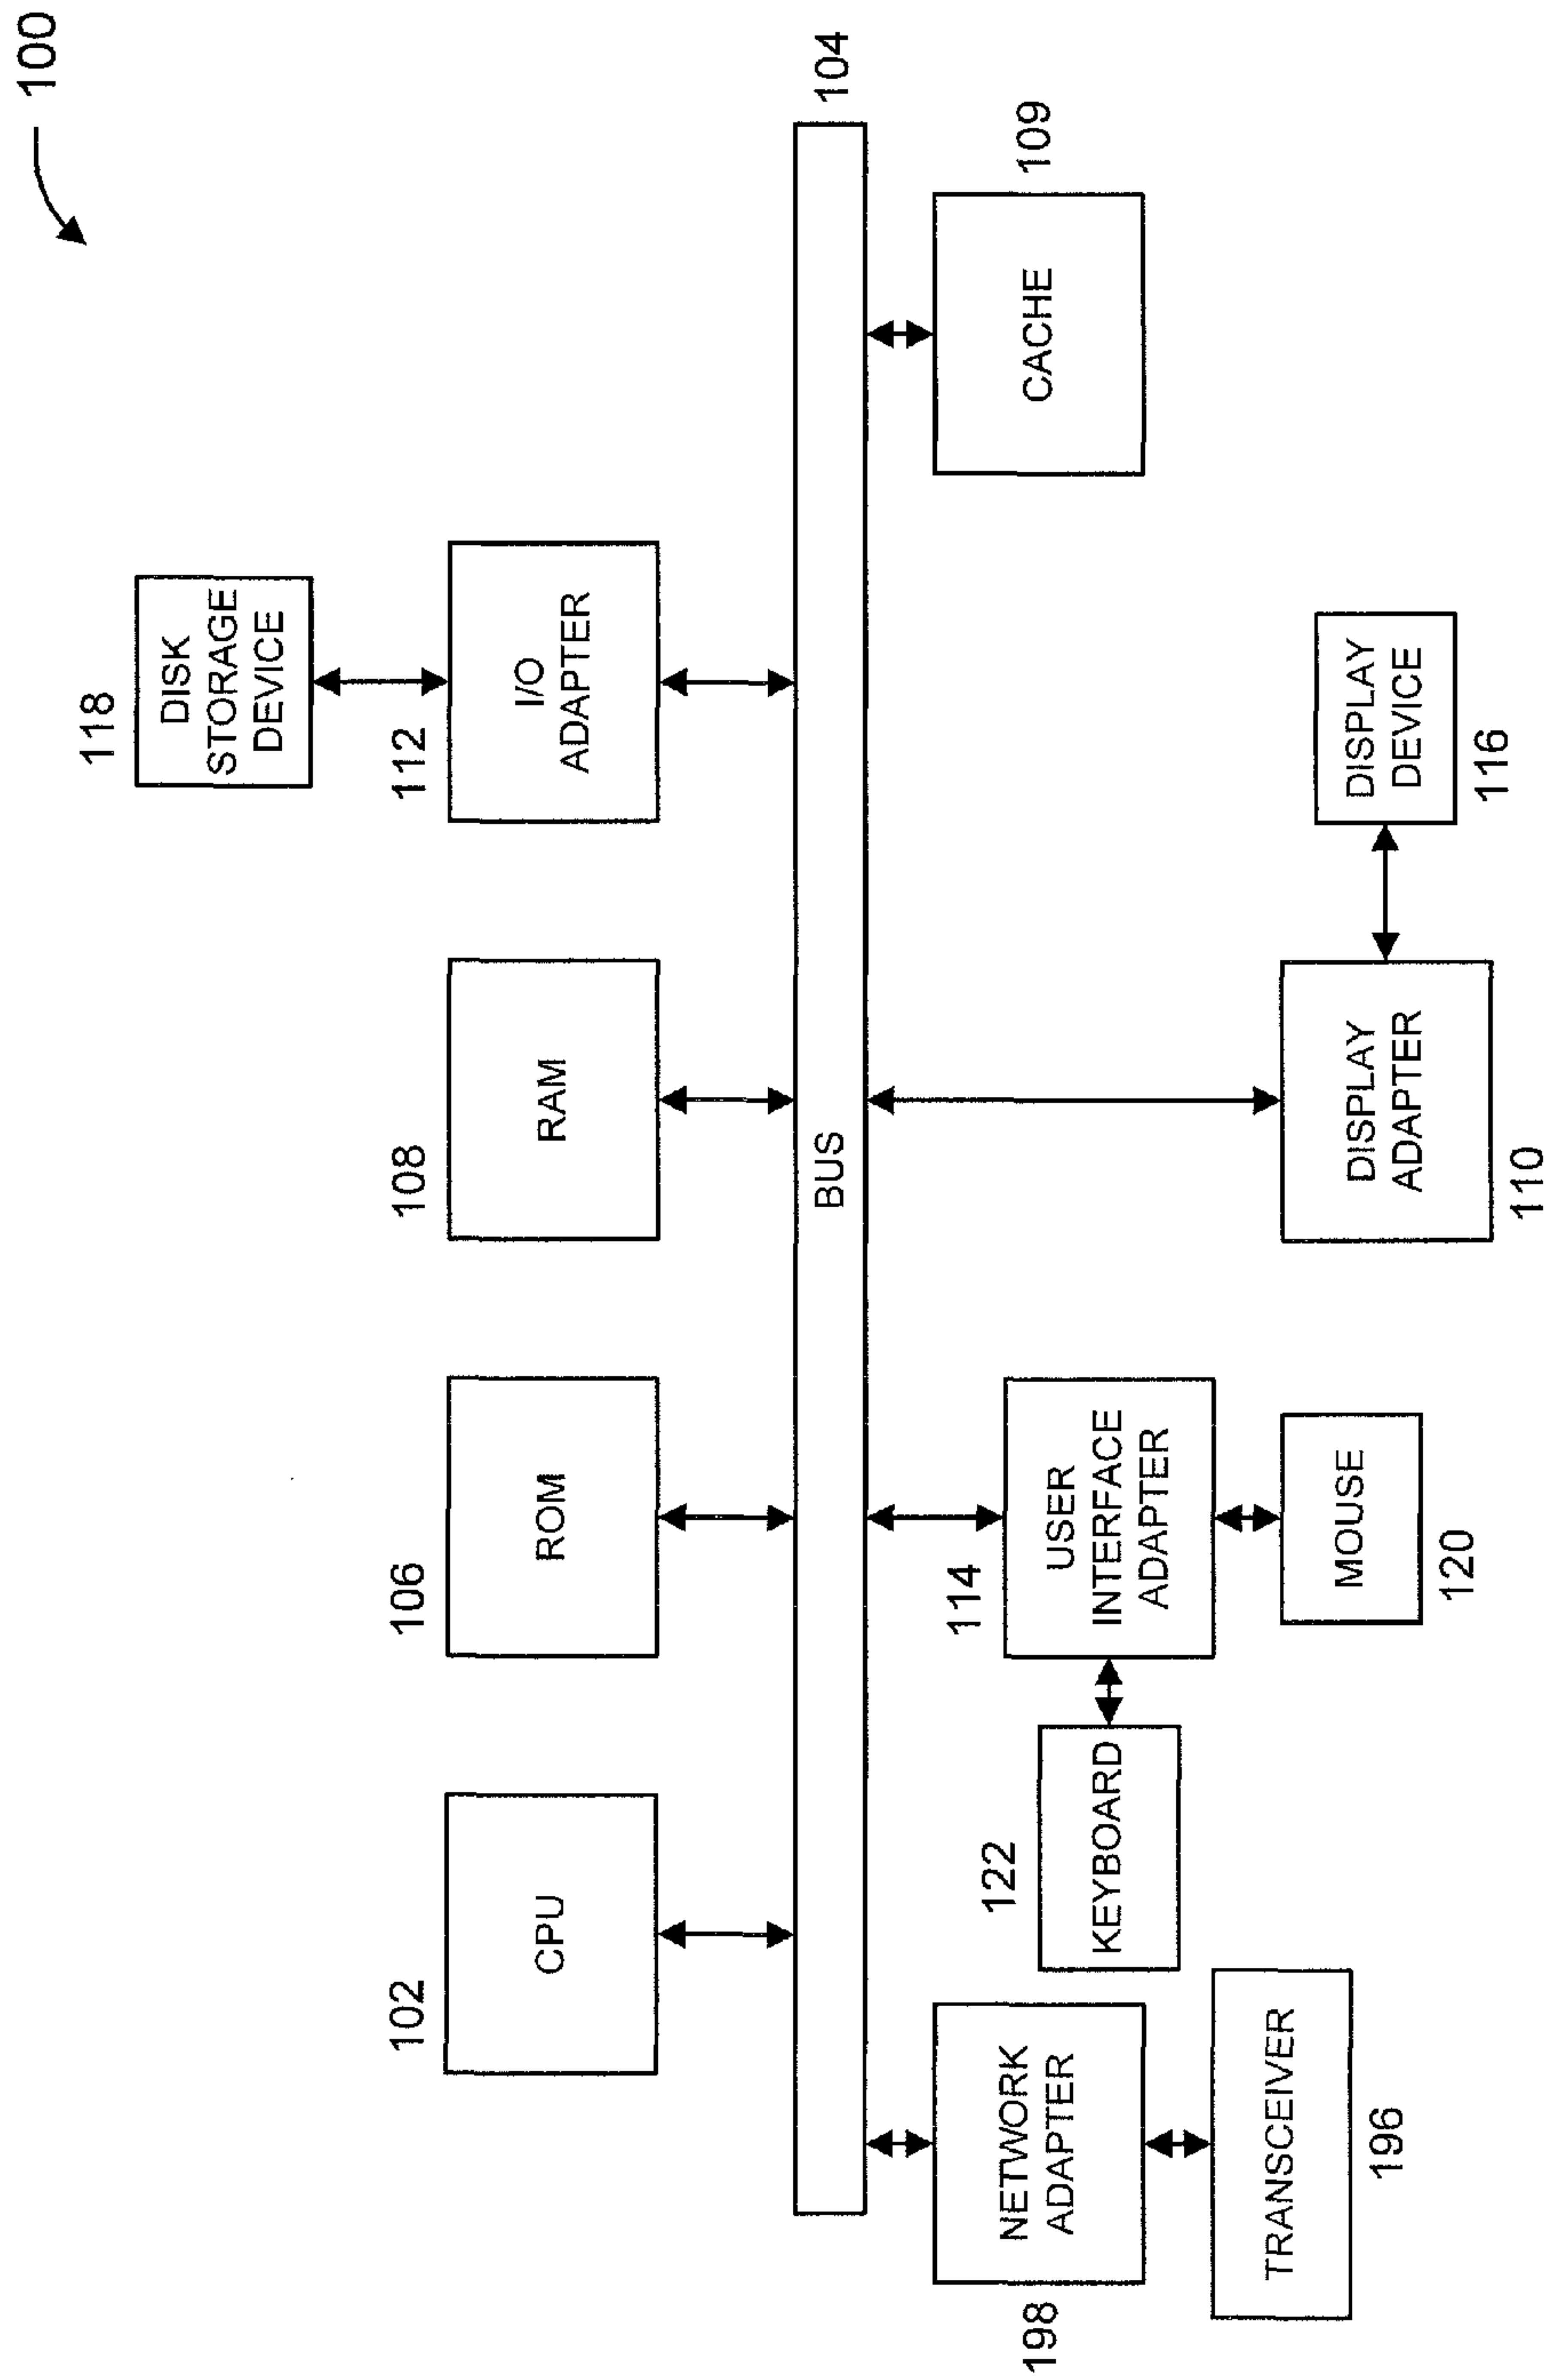 100
118
DISK
STORAGE
DEVICE
102
106
108
112
CPU
ROM
RAM
I/O
ADAPTER
BUS
104
198
NETWORK
ADAPTER
122
KEYBOARD
114
USER
INTERFACE
ADAPTER
109
CACHE
TRANSCEIVER
196
MOUSE
120
DISPLAY
ADAPTER
110
DISPLAY
DEVICE
116